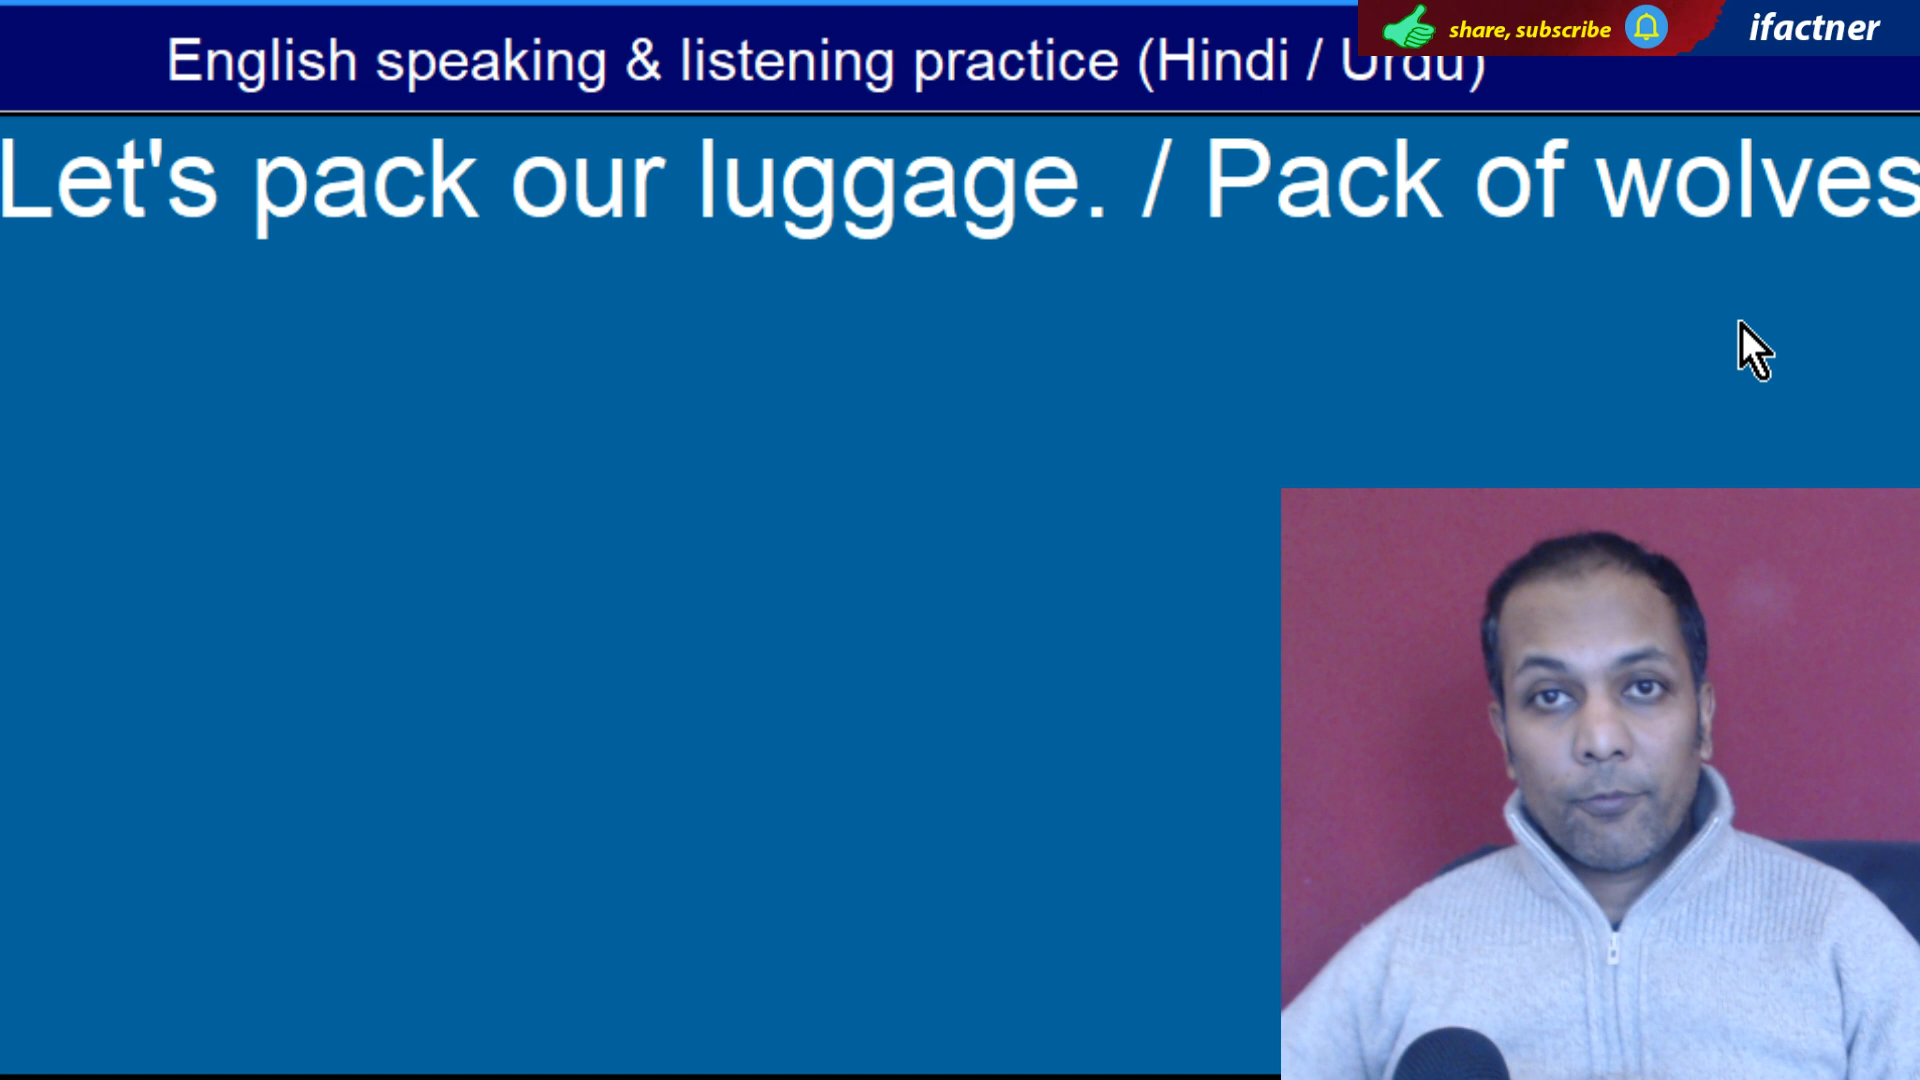 share, subscribe
ifactner
English speaking & listening practice (Hindi / Urdu)
Let's pack our luggage. / Pack of wolves